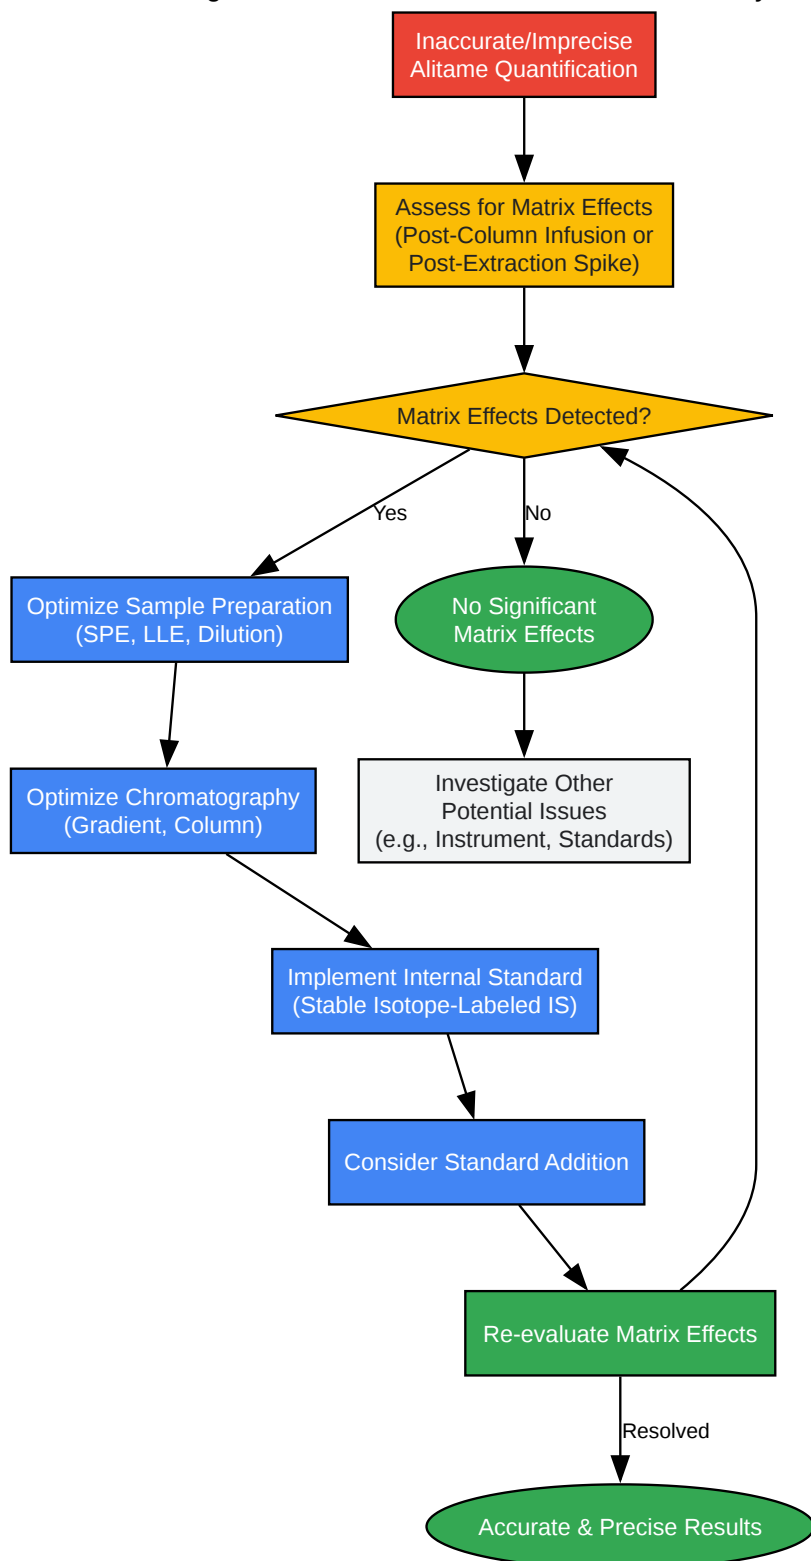 Inaccurate/Imprecise
Alitame Quantification
Assess for Matrix Effects
(Post-Column Infusion or
Post-Extraction Spike)
Matrix Effects Detected?
Yes
No
Optimize Sample Preparation
(SPE, LLE, Dilution)
No Significant
Matrix Effects
Optimize Chromatography
(Gradient, Column)
Investigate Other
Potential Issues
(e.g., Instrument, Standards)
Implement Internal Standard
(Stable Isotope-Labeled IS)
Consider Standard Addition
Re-evaluate Matrix Effects
Resolved
Accurate & Precise Results